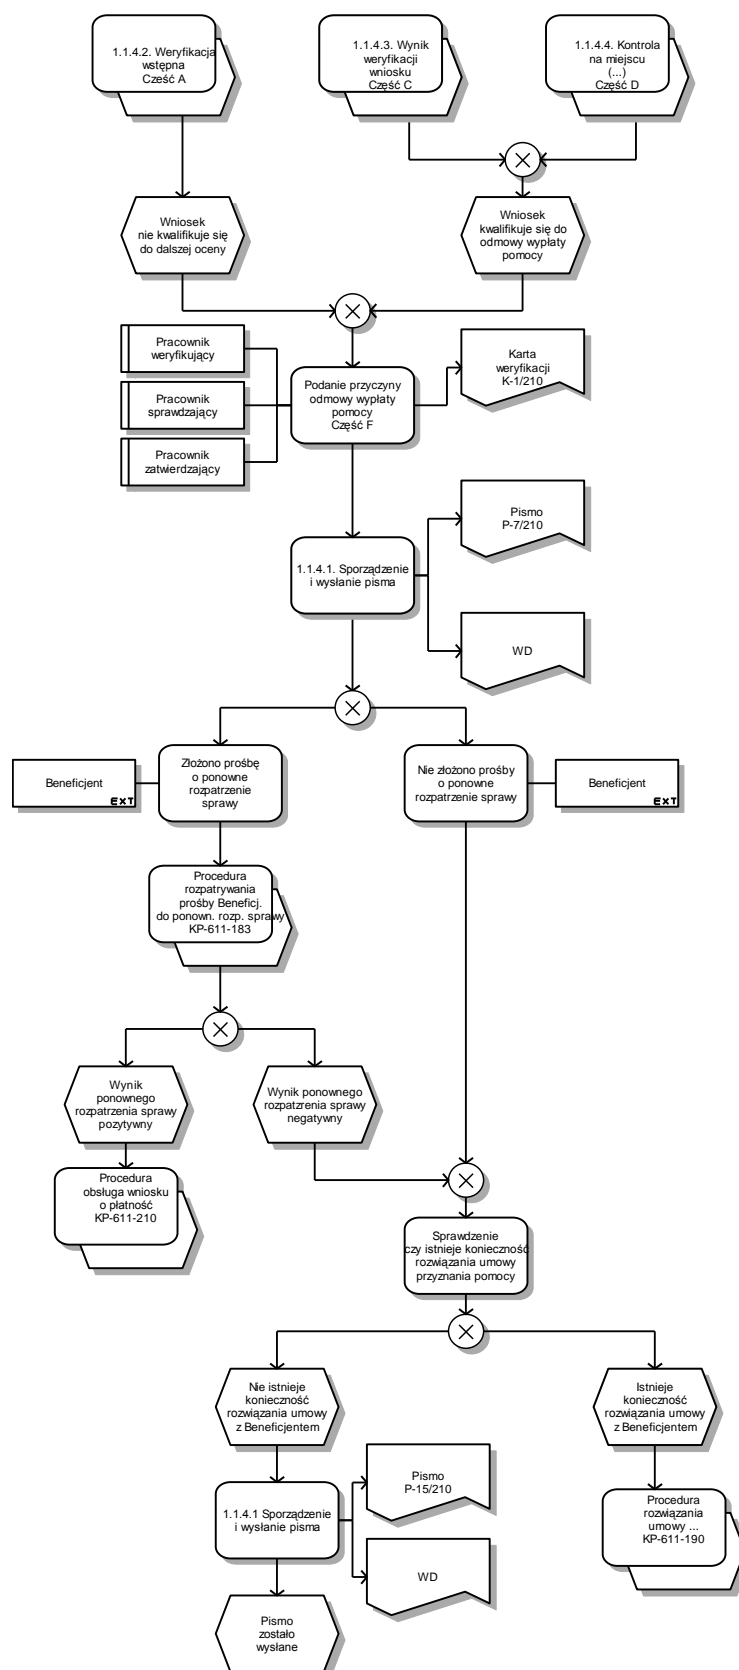 1.1.4.2. Weryfikacja
wstępna
Cześć A
1.1.4.3. Wynik
weryfikacji
wniosku
Część C
1.1.4.4. Kontrola
na miejscu
(...)
Część D
Wniosek
nie kwalifikuje się
do dalszej oceny
Wniosek
kwalifikuje się do
odmowy wypłaty
pomocy
Pracownik
weryfikujący
Pracownik
sprawdzający
Pracownik
zatwierdzający
Podanie przyczyny
odmowy wypłaty
pomocy
Część F
Karta
weryfikacji
K-1/210
Pismo
P-7/210
1.1.4.1. Sporządzenie
i wysłanie pisma
WD
Beneficjent
EXT
Złożono prośbę
o ponowne
rozpatrzenie
sprawy
Nie złożono prośby
o ponowne
rozpatrzenie sprawy
Beneficjent
EXT
Procedura
rozpatrywania
prośby Beneficj.
do ponown. rozp. sprawy
KP-611-183
Wynik
ponownego
rozpatrzenia sprawy
pozytywny
Wynik ponownego
rozpatzrenia sprawy
negatywny
Procedura
obsługa wniosku
o płatność
KP-611-210
Sprawdzenie
czy istnieje konieczność
rozwiązania umowy
przyznania pomocy
Nie istnieje
konieczność
rozwiązania umowy
z Beneficjentem
Istnieje
konieczność
rozwiązania umowy
z Beneficjentem
Pismo
P-15/210
1.1.4.1 Sporządzenie
i wysłanie pisma
WD
Procedura
rozwiązania
umowy ...
KP-611-190
Pismo
zostało
wysłane